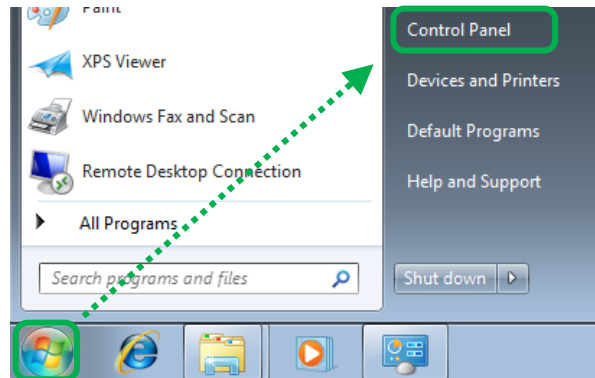 Paint
XPS Viewer
Windows Fax and Scan
Remote Desktop Connection
All Programs
Search programs and files
Control Panel
Devices and Printers
Default Programs
Help and Support
Shut down